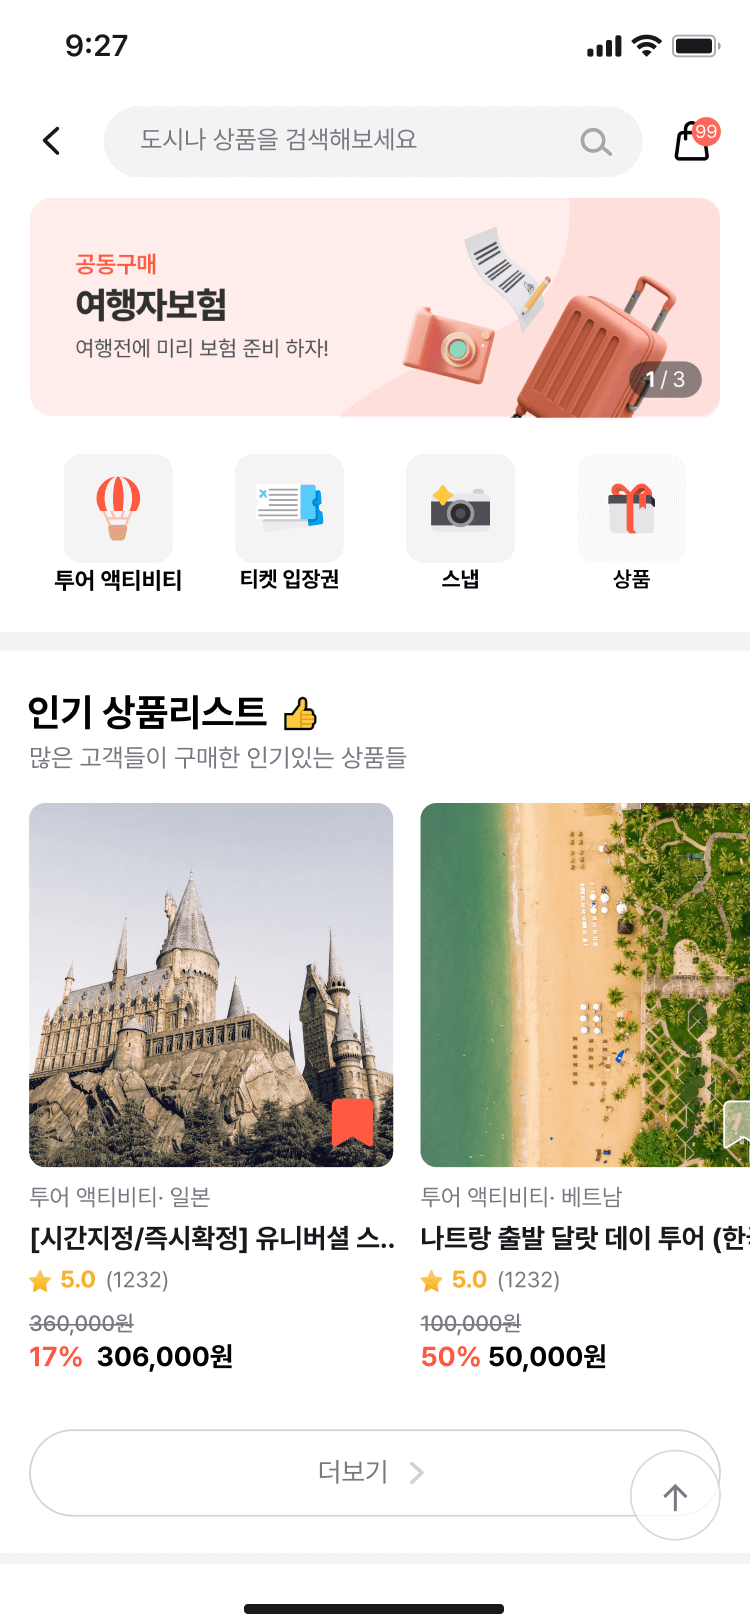 9:27
도시나 상품을 검색해보세요
99
공동구매
여행자보험
여행전에 미리 보험 준비 하자!
1 / 3
투어 액티비티
티켓 입장권
스냅
상품
인기 상품리스트 👍
많은 고객들이 구매한 인기있는 상품들
투어 액티비티· 일본
[시간지정/즉시확정] 유니버셜 스..
5.0 (1232)
360,000원
17% 306,000원
투어 액티비티· 베트남
나트랑 출발 달랏 데이 투어 (한
5.0 (1232)
100,000원
50% 50,000원
더보기